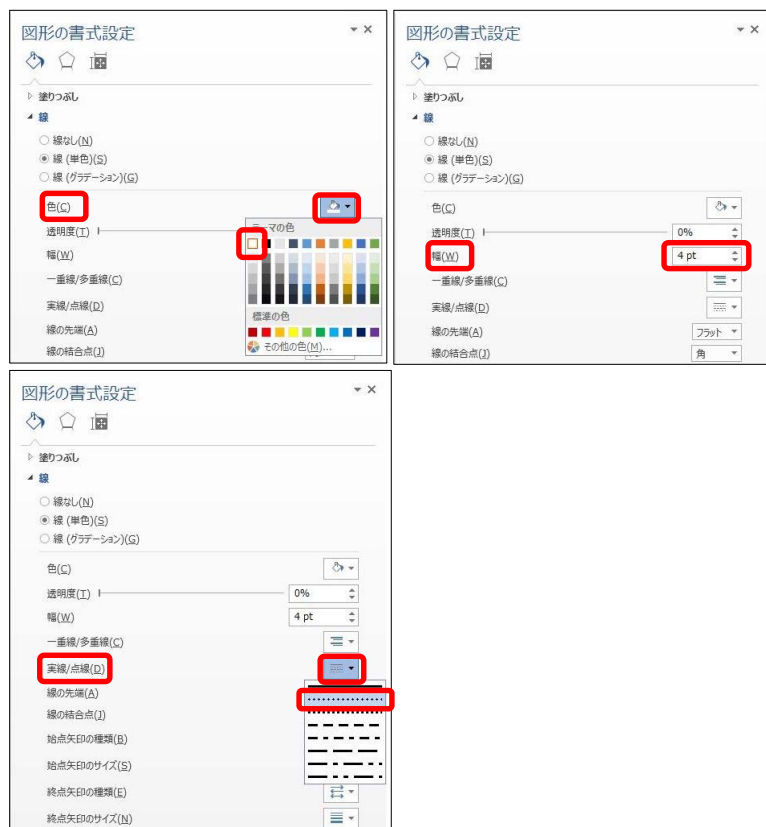 図形の書式設定
塗りつぶし
線
線なし(N)
線 (単色)(S)
線 (グラデーション)(G)
色(C)
透明度(T)
幅(W)
一重線/多重線(C)
実線/点線(D)
線の先端(A)
線の結合点(J)
テーマの色
標準の色
その他の色(M)...
図形の書式設定
塗りつぶし
線
線なし(N)
線 (単色)(S)
線 (グラデーション)(G)
色(C)
透明度(T) 0%
幅(W) 4 pt
一重線/多重線(C)
実線/点線(D)
線の先端(A) フラット
線の結合点(J) 角
図形の書式設定
塗りつぶし
線
線なし(N)
線 (単色)(S)
線 (グラデーション)(G)
色(C)
透明度(T) 0%
幅(W) 4 pt
一重線/多重線(C)
実線/点線(D)
線の先端(A)
線の結合点(J)
始点矢印の種類(B)
始点矢印のサイズ(S)
終点矢印の種類(E)
終点矢印のサイズ(N)